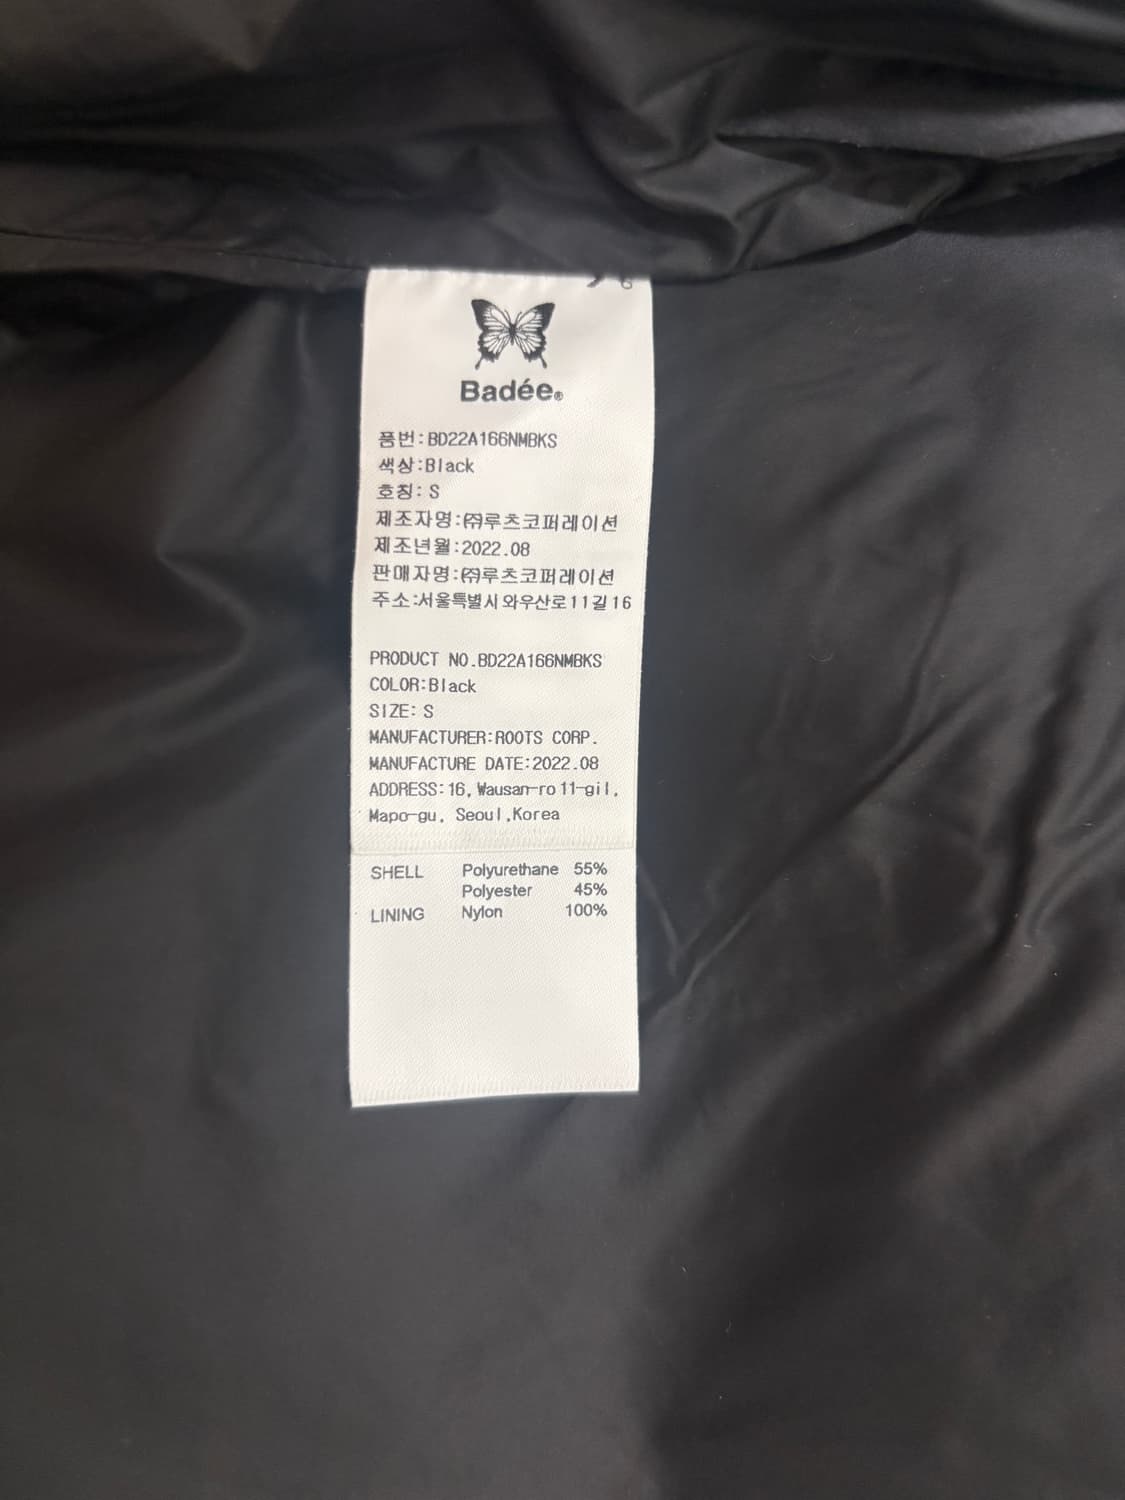 Badée®
품번:BD22A166NMBKS
색상:Black
호칭: S
제조자명:㈜루츠코퍼레이션
제조년월:2022.08
판매자명:㈜루츠코퍼레이션
주소:서울특별시 와우산로11길 16
PRODUCT NO.BD22A166NMBKS
COLOR:Black
SIZE: S
MANUFACTURER:ROOTS CORP.
MANUFACTURE DATE:2022.08
ADDRESS:16, Wausan-ro 11-gil,
Mapo-gu, Seoul,Korea
SHELL Polyurethane 55%
Polyester 45%
LINING Nylon 100%